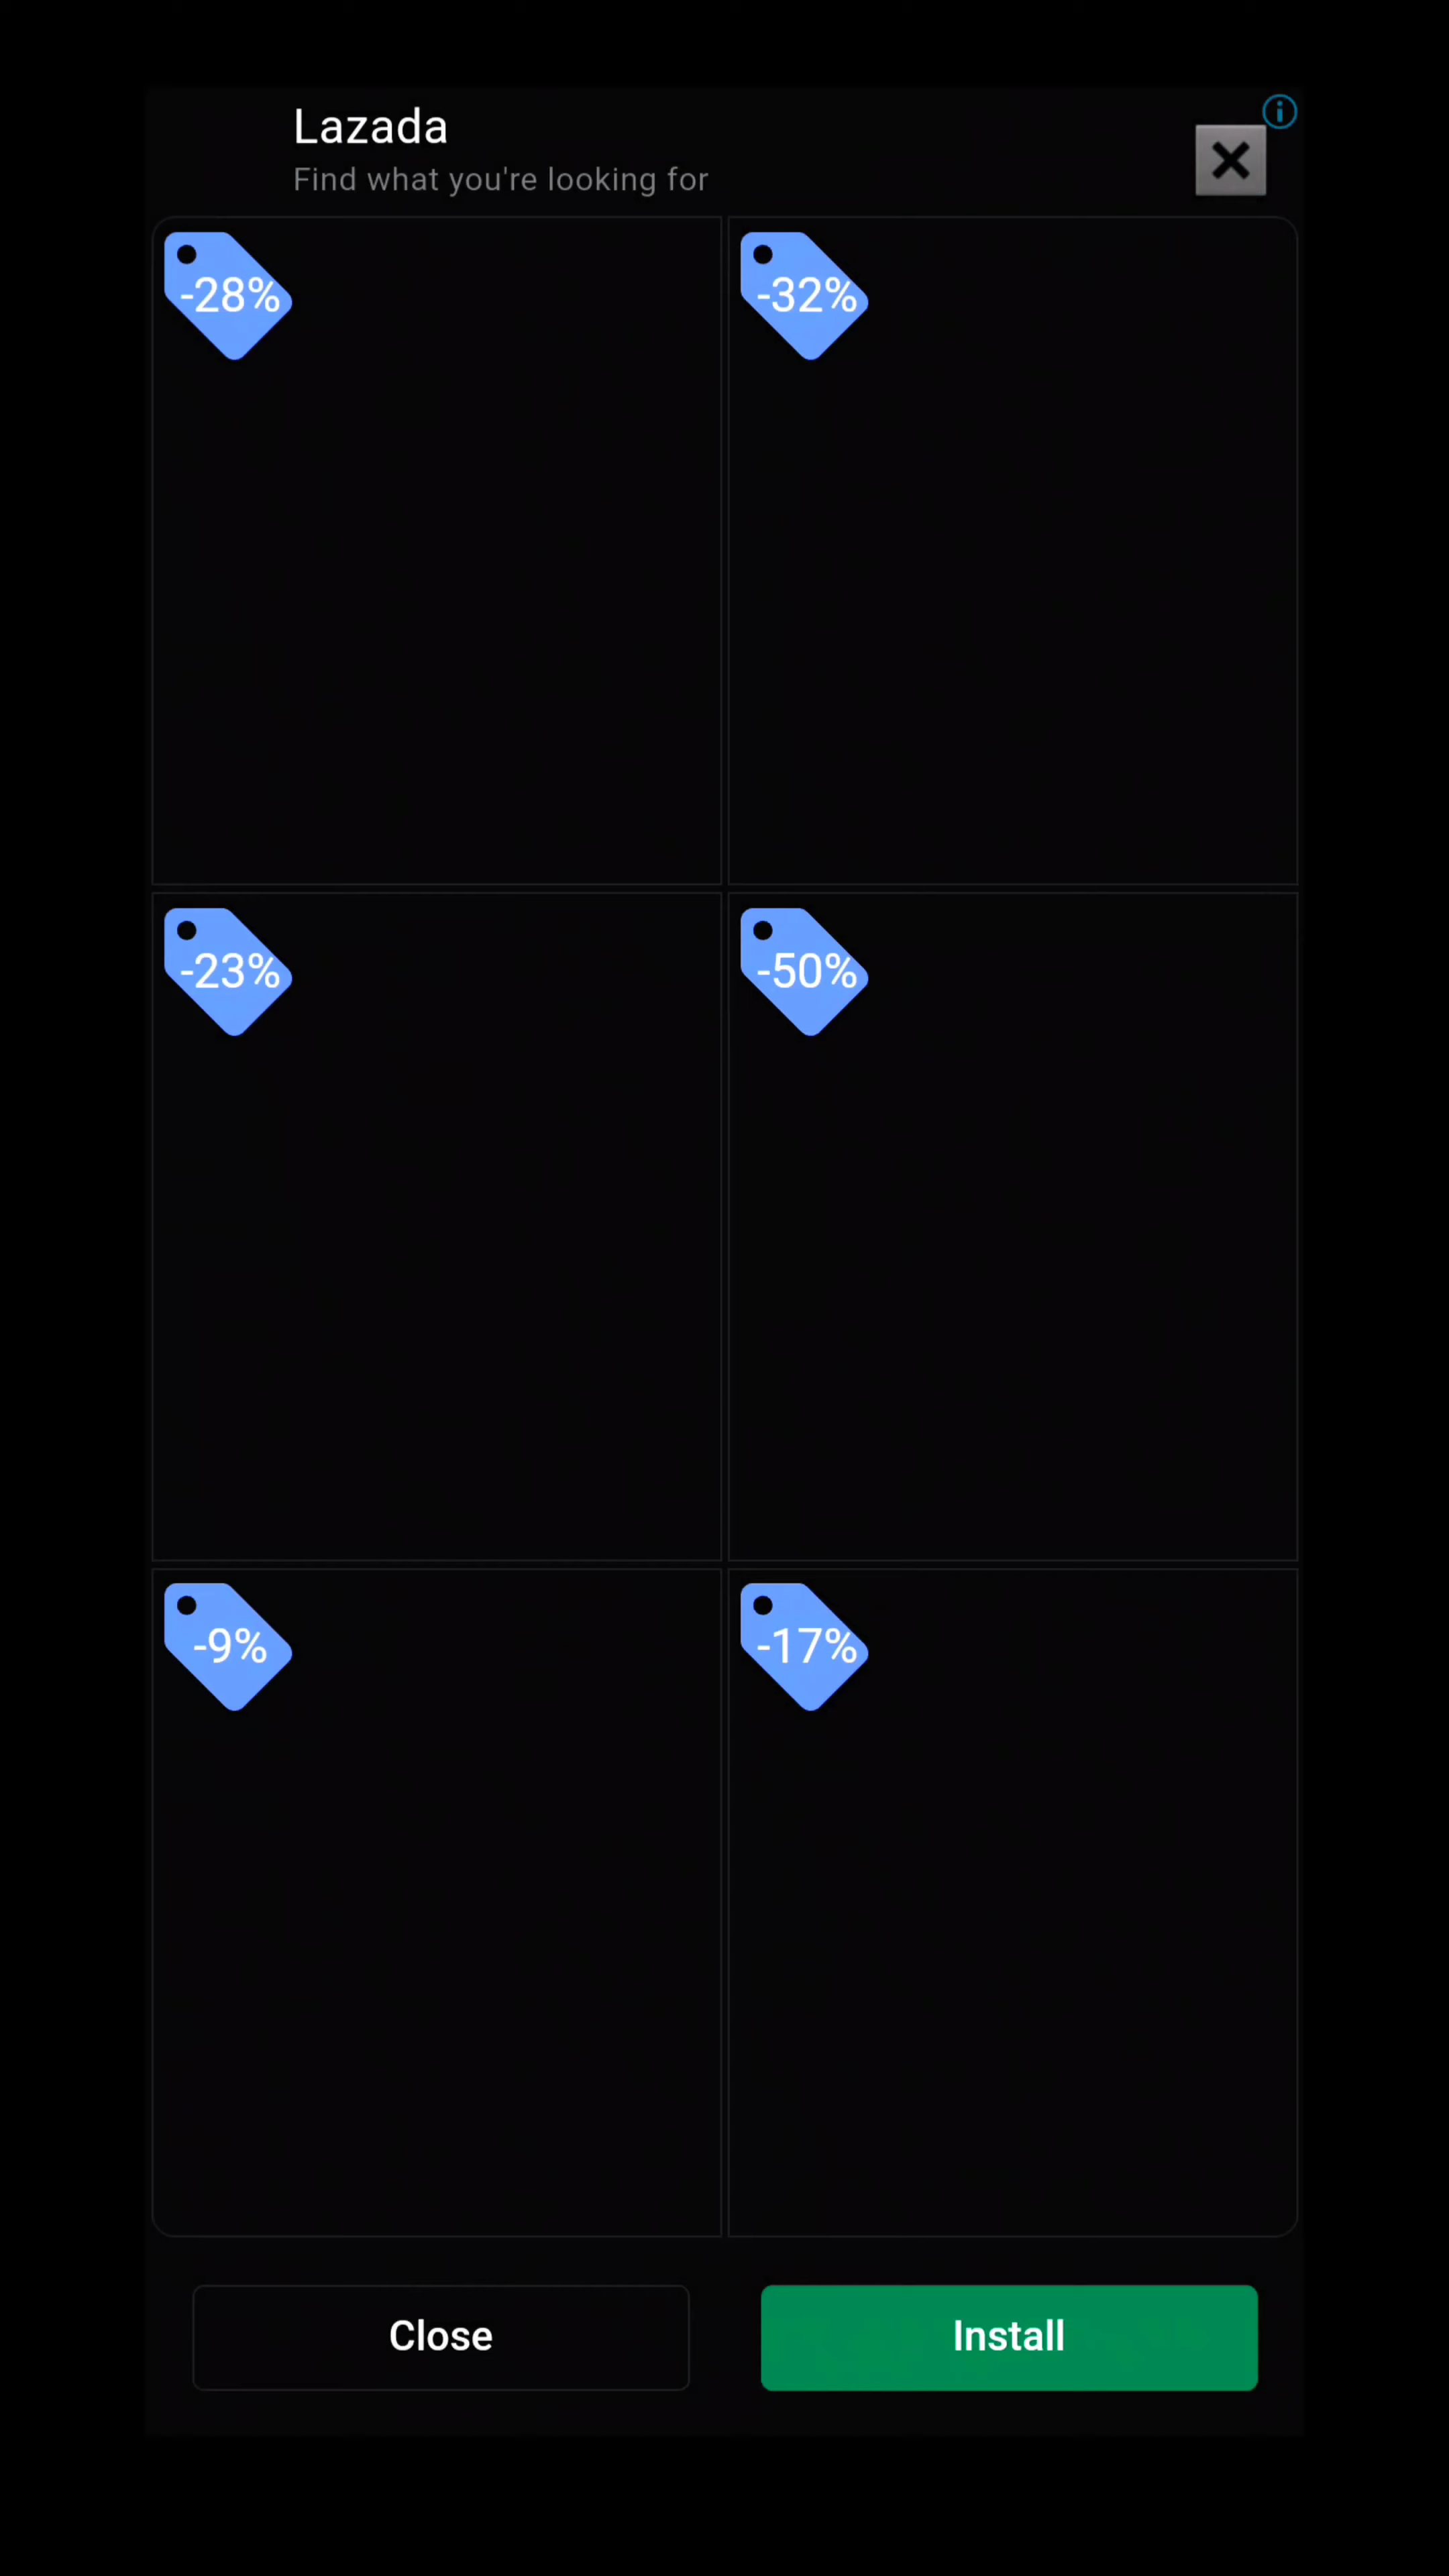 Lazada
Find what you're looking for
-28%
-32%
-23%
-50%
-9%
-17%
Close
Install